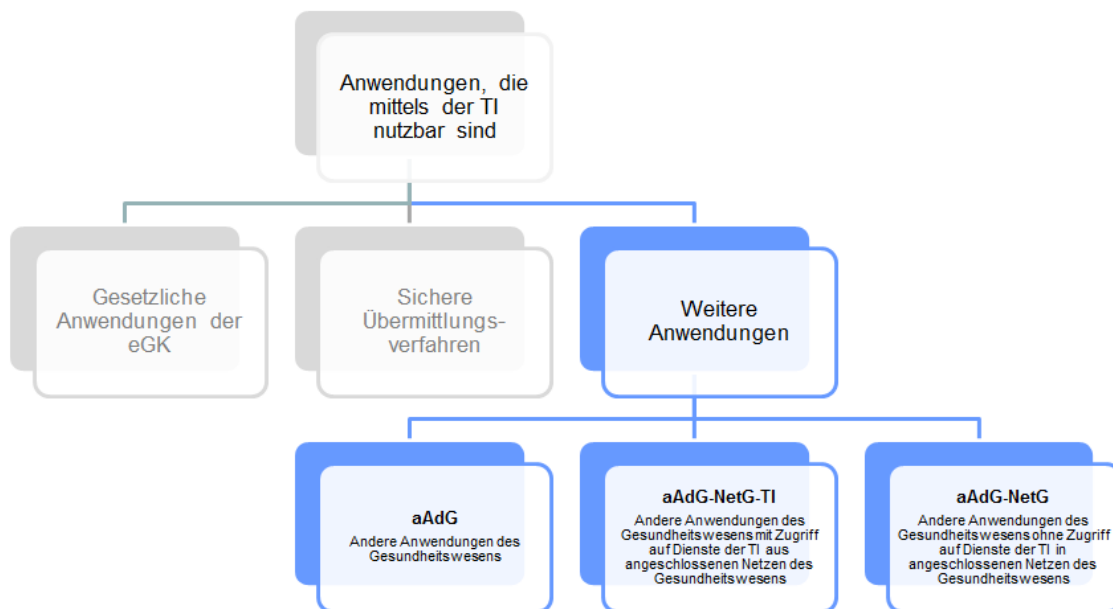 Anwendungen, die
mittels der TI
nutzbar sind
Gesetzliche
Anwendungen der
eGK
Sichere
Übermittlungs-
verfahren
Weitere
Anwendungen
aAdG
Andere Anwendungen des
Gesundheitswesens
aAdG-NetG-TI
Andere Anwendungen des
Gesundheitswesens mit Zugriff
auf Dienste der TI aus
angeschlossenen Netzen des
Gesundheitswesens
aAdG-NetG
Andere Anwendungen des
Gesundheitswesens ohne Zugriff
auf Dienste der TI in
angeschlossenen Netzen des
Gesundheitswesens